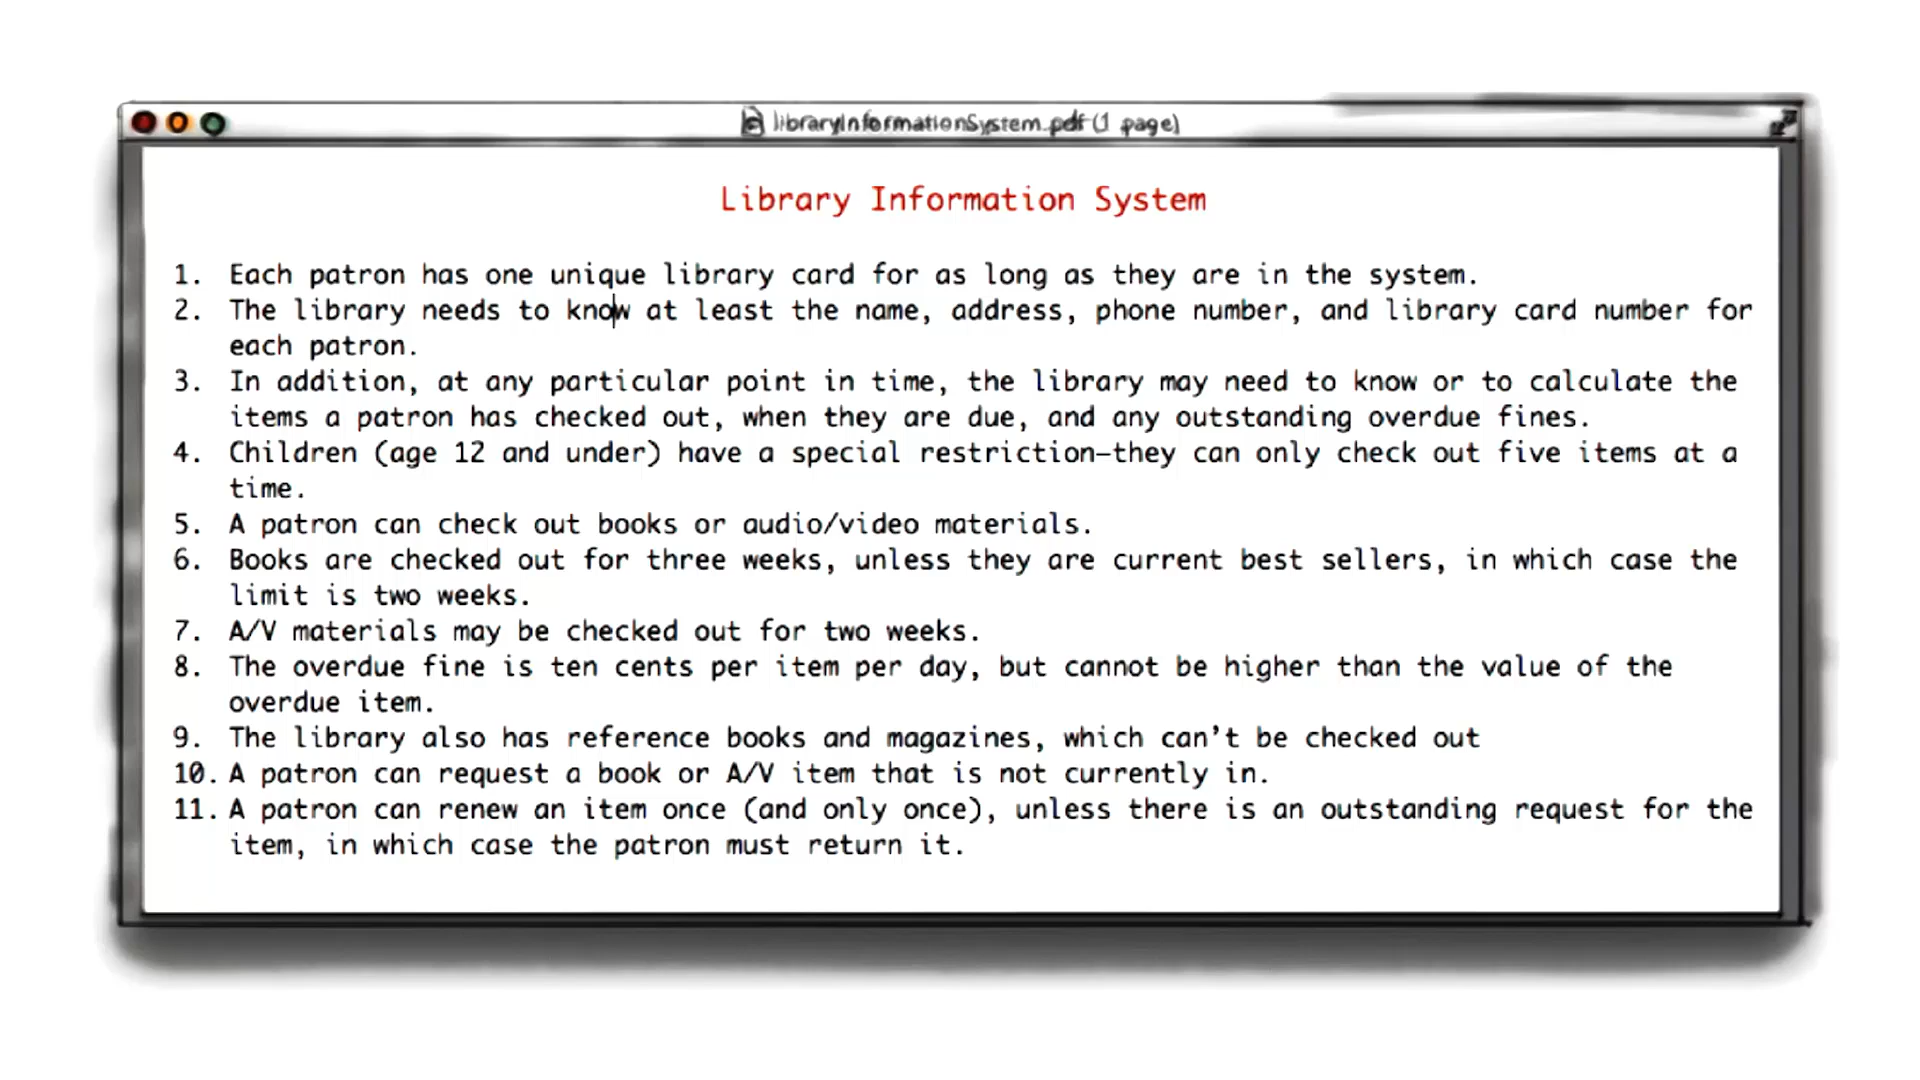 libraryInformationSystem.pdf (1 page)
Library Information System
1. Each patron has one unique library card for as long as they are in the system.
2. The library needs to know at least the name, address, phone number, and library card number for
each patron.
3. In addition, at any particular point in time, the library may need to know or to calculate the
items a patron has checked out, when they are due, and any outstanding overdue fines.
4. Children (age 12 and under) have a special restriction—they can only check out five items at a
time.
5. A patron can check out books or audio/video materials.
6. Books are checked out for three weeks, unless they are current best sellers, in which case the
limit is two weeks.
7. A/V materials may be checked out for two weeks.
8. The overdue fine is ten cents per item per day, but cannot be higher than the value of the
overdue item.
9. The library also has reference books and magazines, which can’t be checked out
10. A patron can request a book or A/V item that is not currently in.
11. A patron can renew an item once (and only once), unless there is an outstanding request for the
item, in which case the patron must return it.